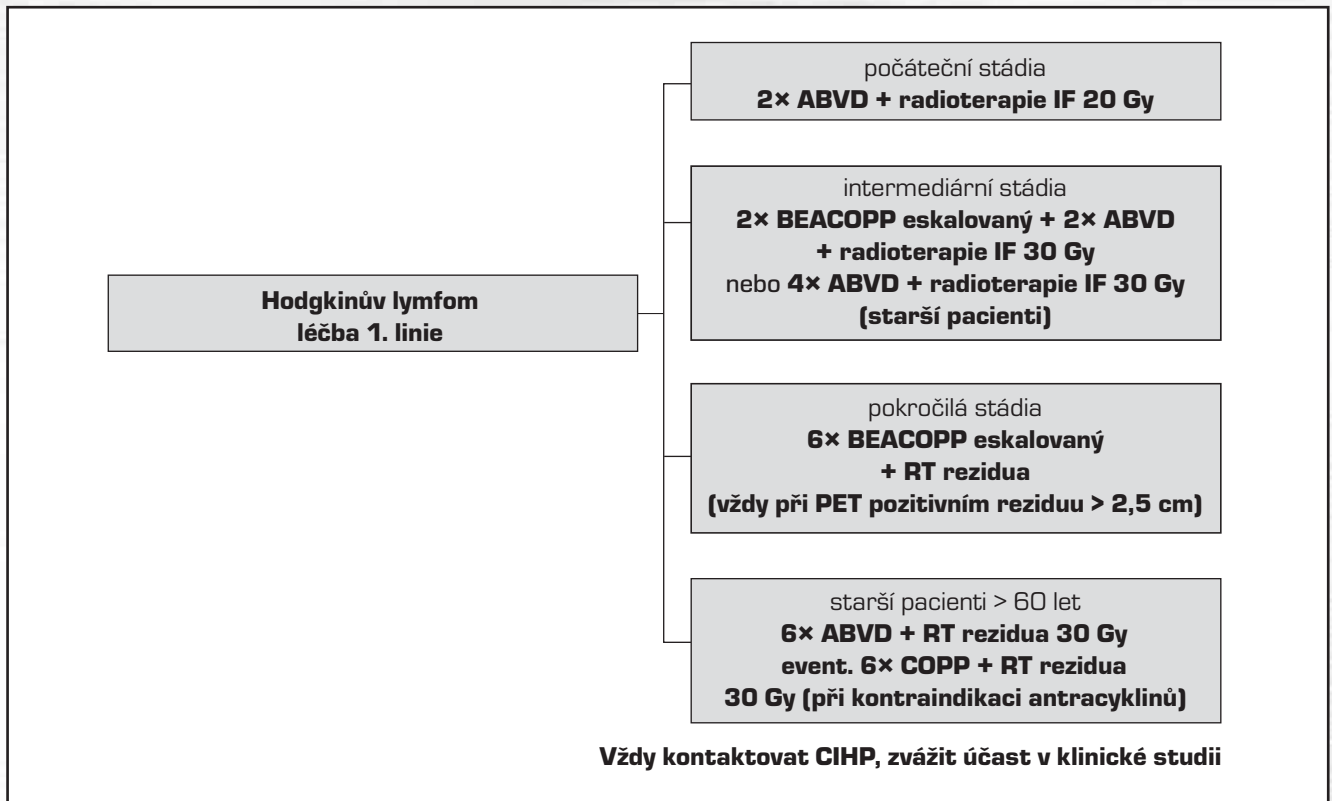 Hodgkinův lymfom
léčba 1. linie
počáteční stádia
2× ABVD + radioterapie IF 20 Gy
intermediární stádia
2× BEACOPP eskalovaný + 2× ABVD
+ radioterapie IF 30 Gy
nebo 4× ABVD + radioterapie IF 30 Gy
(starší pacienti)
pokročilá stádia
6× BEACOPP eskalovaný
+ RT rezidua
(vždy při PET pozitivním reziduu > 2,5 cm)
starší pacienti > 60 let
6× ABVD + RT rezidua 30 Gy
event. 6× COPP + RT rezidua
30 Gy (při kontraindikaci antracyklinů)
Vždy kontaktovat CIHP, zvážit účast v klinické studii